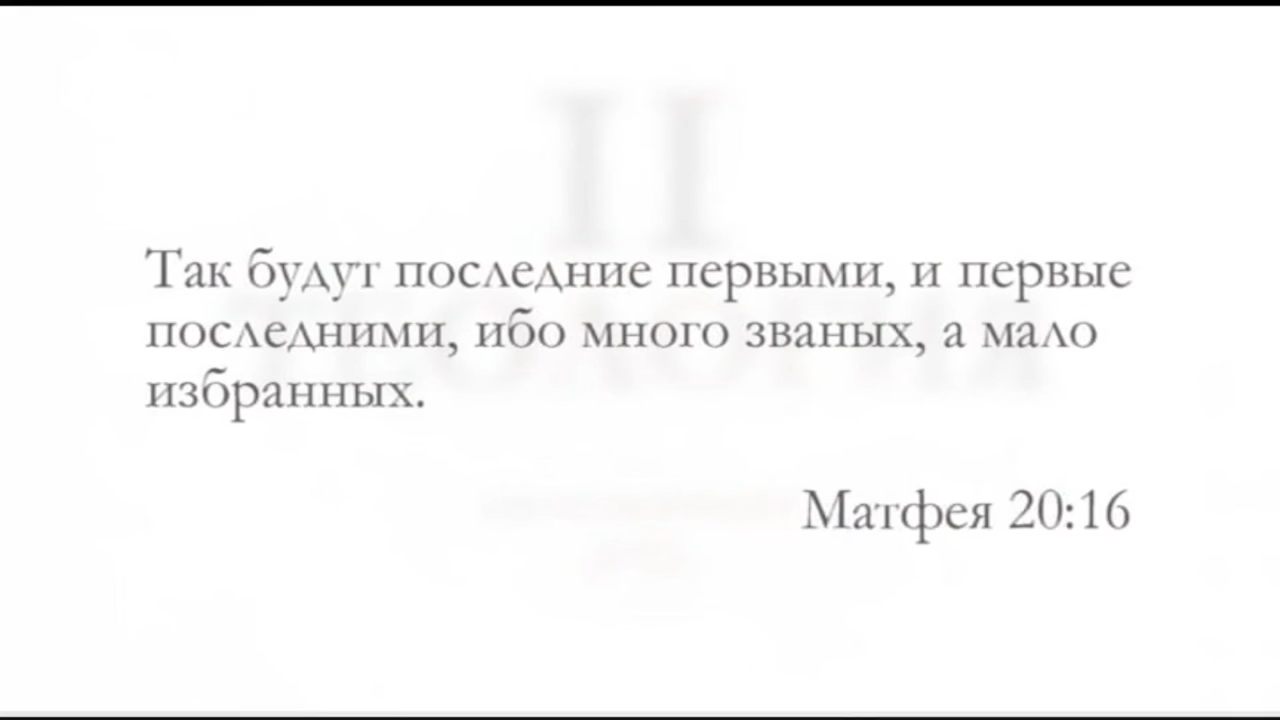 Так будут последние первыми, и первые
последними, ибо много званых, а мало
избранных.
Матфея 20:16